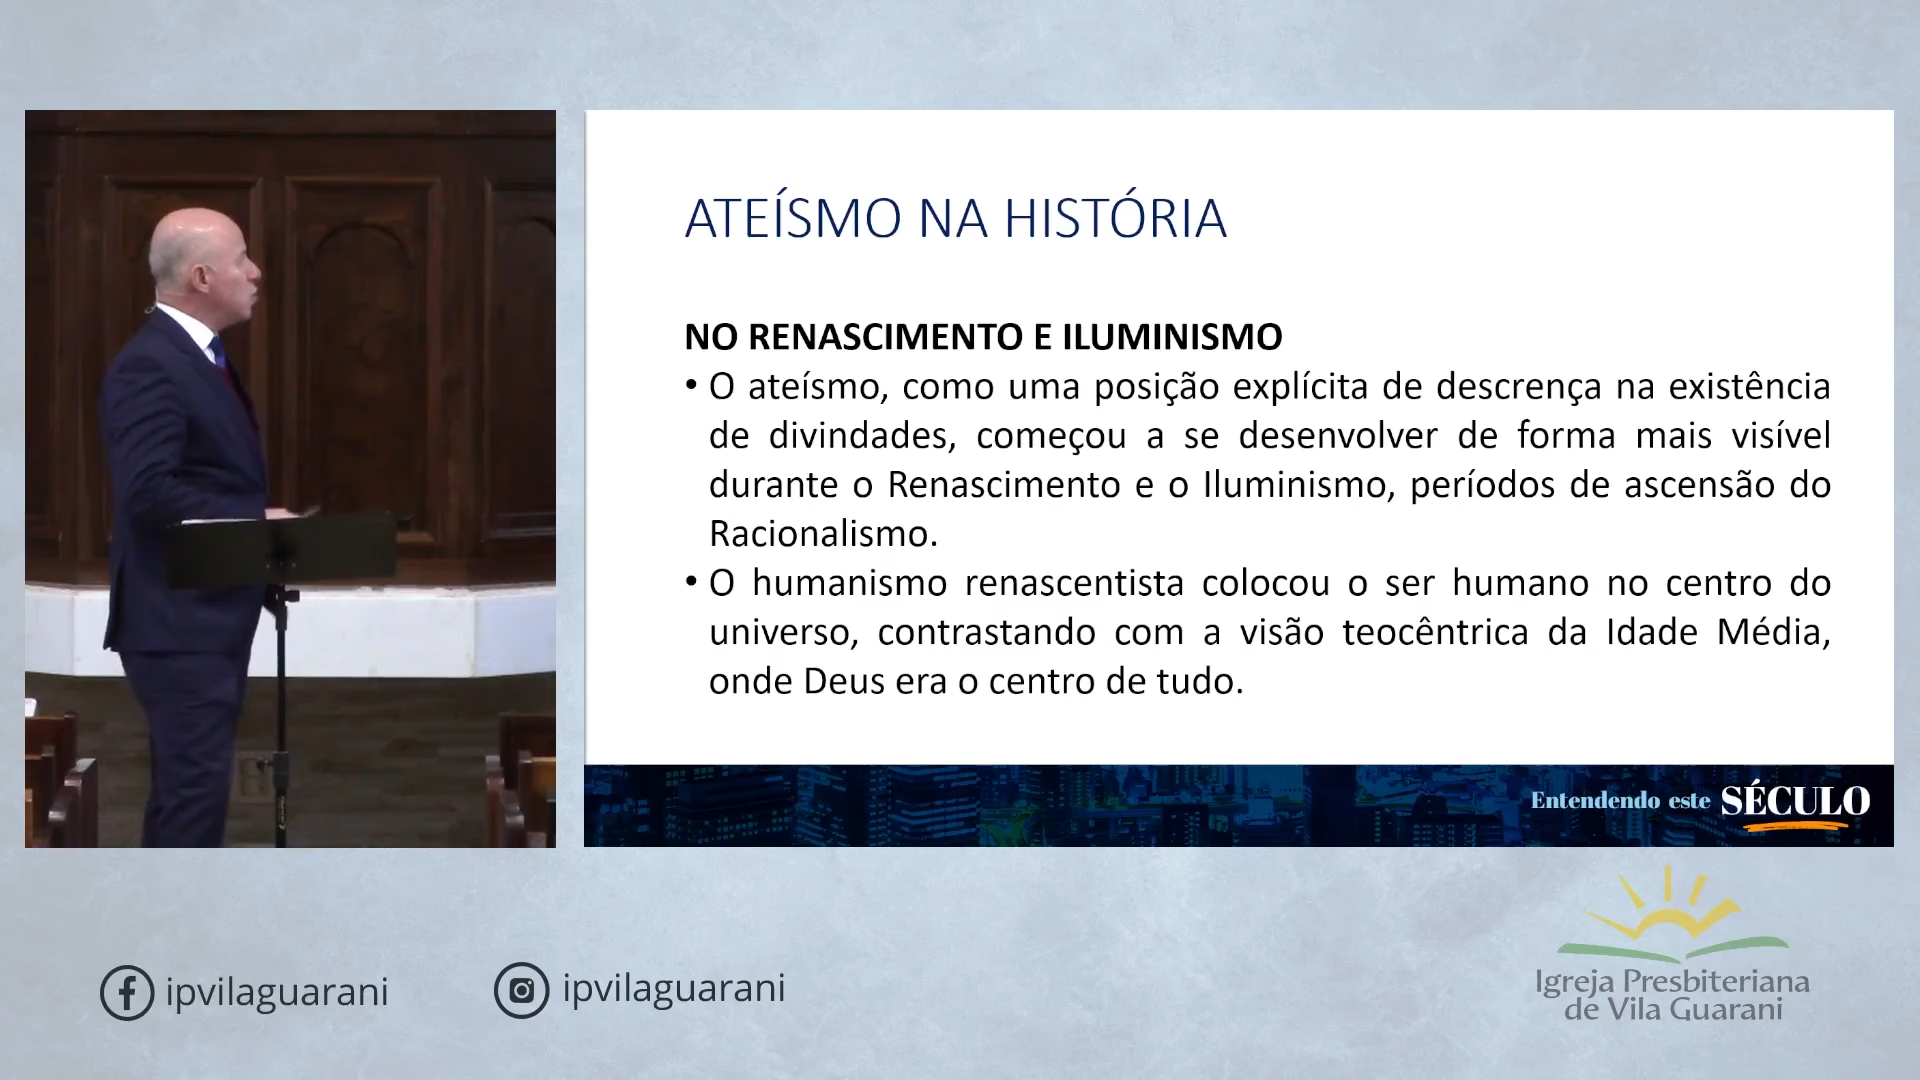 ATEÍSMO NA HISTÓRIA
NO RENASCIMENTO E ILUMINISMO
• O ateísmo, como uma posição explícita de descrença na existência
de divindades, começou a se desenvolver de forma mais visível
durante o Renascimento e o Iluminismo, períodos de ascensão do
Racionalismo.
• O humanismo renascentista colocou o ser humano no centro do
universo, contrastando com a visão teocêntrica da Idade Média,
onde Deus era o centro de tudo.
Entendendo este SÉCULO
ipvilaguarani
ipvilaguarani
Igreja Presbiteriana
de Vila Guarani